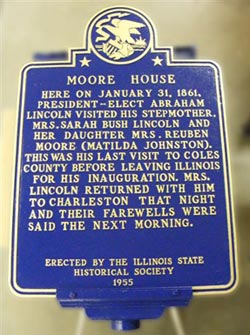 MOORE HOUSE
HERE ON JANUARY 31, 1861,
PRESIDENT-ELECT ABRAHAM
LINCOLN VISITED HIS STEPMOTHER,
MRS. SARAH BUSH LINCOLN AND
HER DAUGHTER MRS. REUBEN
MOORE (MATILDA JOHNSTON).
THIS WAS HIS LAST VISIT TO COLES
COUNTY BEFORE LEAVING ILLINOIS
FOR HIS INAUGURATION. MRS.
LINCOLN RETURNED WITH HIM
TO CHARLESTON THAT NIGHT
AND THEIR FAREWELLS WERE
SAID THE NEXT MORNING.
ERECTED BY THE ILLINOIS STATE
HISTORICAL SOCIETY
1955